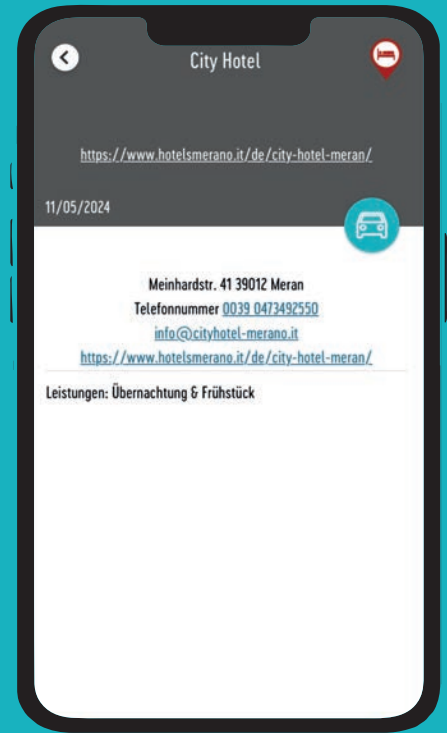 City Hotel
https://www.hotelsmerano.it/de/city-hotel-meran/
11/05/2024
Meinhardstr. 41 39012 Meran
Telefonnummer 0039 0473492550
info@cityhotel-merano.it
https://www.hotelsmerano.it/de/city-hotel-meran/
Leistungen: Übernachtung & Frühstück